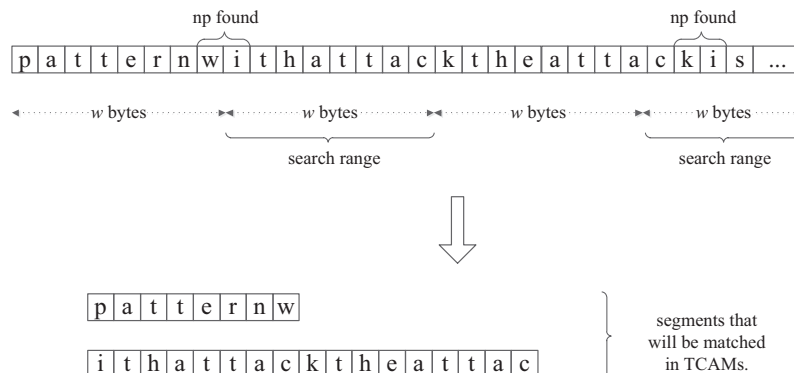 np found np found
p a t t e r n w i t h a t t a c k t h e a t t a c k i s ...
w bytes w bytes w bytes w bytes
search range search range
p a t t e r n w
segments that
will be matched
in TCAMs.
i t h a t t a c k t h e a t t a c